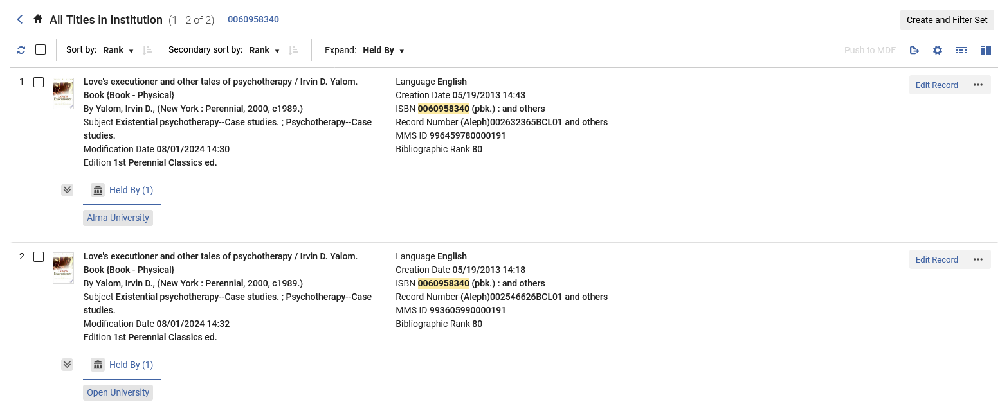 All Titles in Institution (1 - 2 of 2) 0060958340
Create and Filter Set
Sort by: Rank Secondary sort by: Rank Expand: Held By Push to MDE
1
Love's executioner and other tales of psychotherapy / Irvin D. Yalom.
Book {Book - Physical}
By Yalom, Irvin D., (New York : Perennial, 2000, c1989.)
Subject Existential psychotherapy--Case studies. ; Psychotherapy--Case
studies.
Modification Date 08/01/2024 14:30
Edition 1st Perennial Classics ed.
Language English
Creation Date 05/19/2013 14:43
ISBN 0060958340 (pbk.) : and others
Record Number (Aleph)002632365BCL01 and others
MMS ID 996459780000191
Bibliographic Rank 80
Edit Record
Held By (1)
Alma University
2
Love's executioner and other tales of psychotherapy / Irvin D. Yalom.
Book {Book - Physical}
By Yalom, Irvin D., (New York : Perennial, 2000, c1989.)
Subject Existential psychotherapy--Case studies. ; Psychotherapy--Case
studies.
Modification Date 08/01/2024 14:32
Edition 1st Perennial Classics ed.
Language English
Creation Date 05/19/2013 14:18
ISBN 0060958340 (pbk.) : and others
Record Number (Aleph)002546626BCL01 and others
MMS ID 993605990000191
Bibliographic Rank 80
Edit Record
Held By (1)
Open University